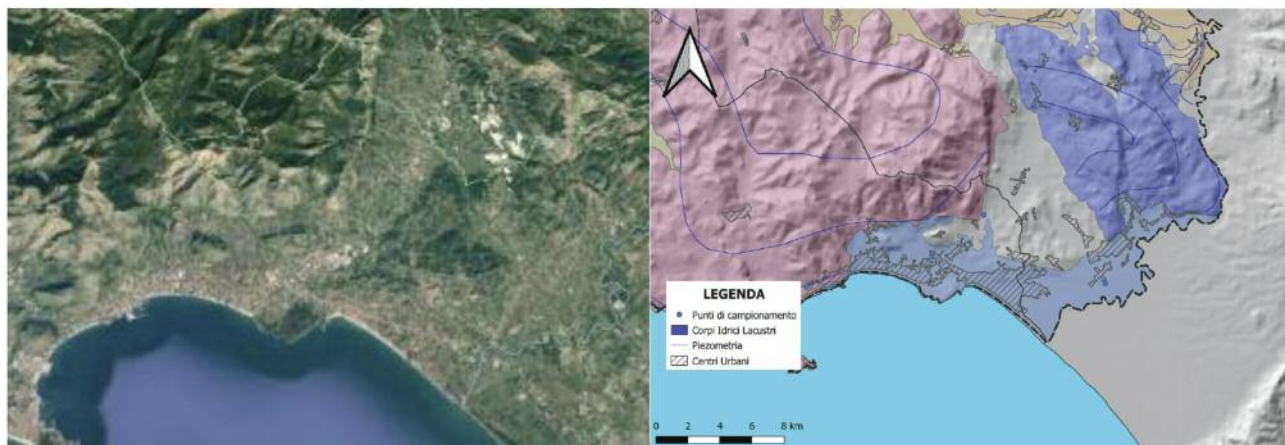 LEGENDA
Punti di campionamento
Corpi Idrici Lacustri
Piezometria
Centri Urbani
0 2 4 6 8 km